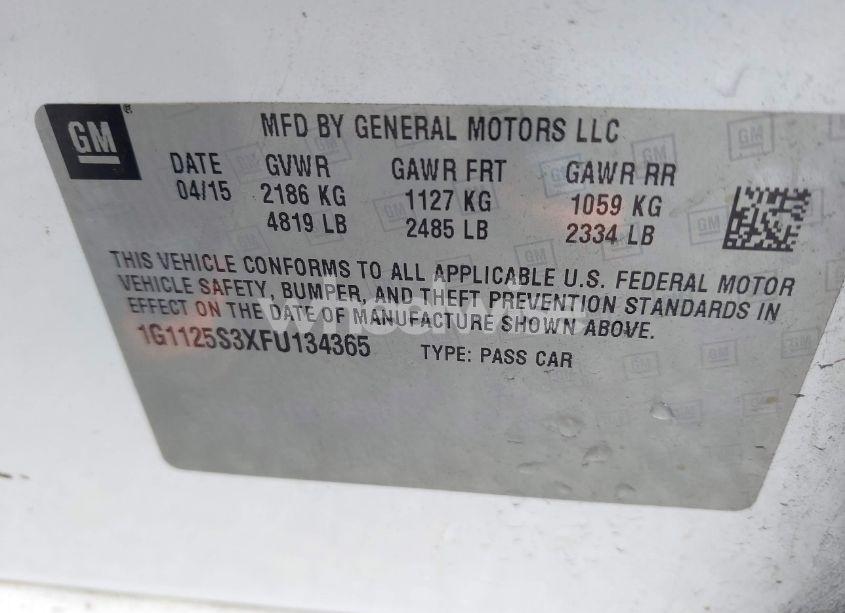 GM
MFD BY GENERAL MOTORS LLC
DATE GVWR GAWR FRT GAWR RR
04/15 2186 KG 1127 KG 1059 KG
4819 LB 2485 LB 2334 LB
THIS VEHICLE CONFORMS TO ALL APPLICABLE U.S. FEDERAL MOTOR
VEHICLE SAFETY, BUMPER, AND THEFT PREVENTION STANDARDS IN
EFFECT ON THE DATE OF MANUFACTURE SHOWN ABOVE.
1G1125S3XFU134365 TYPE: PASS CAR